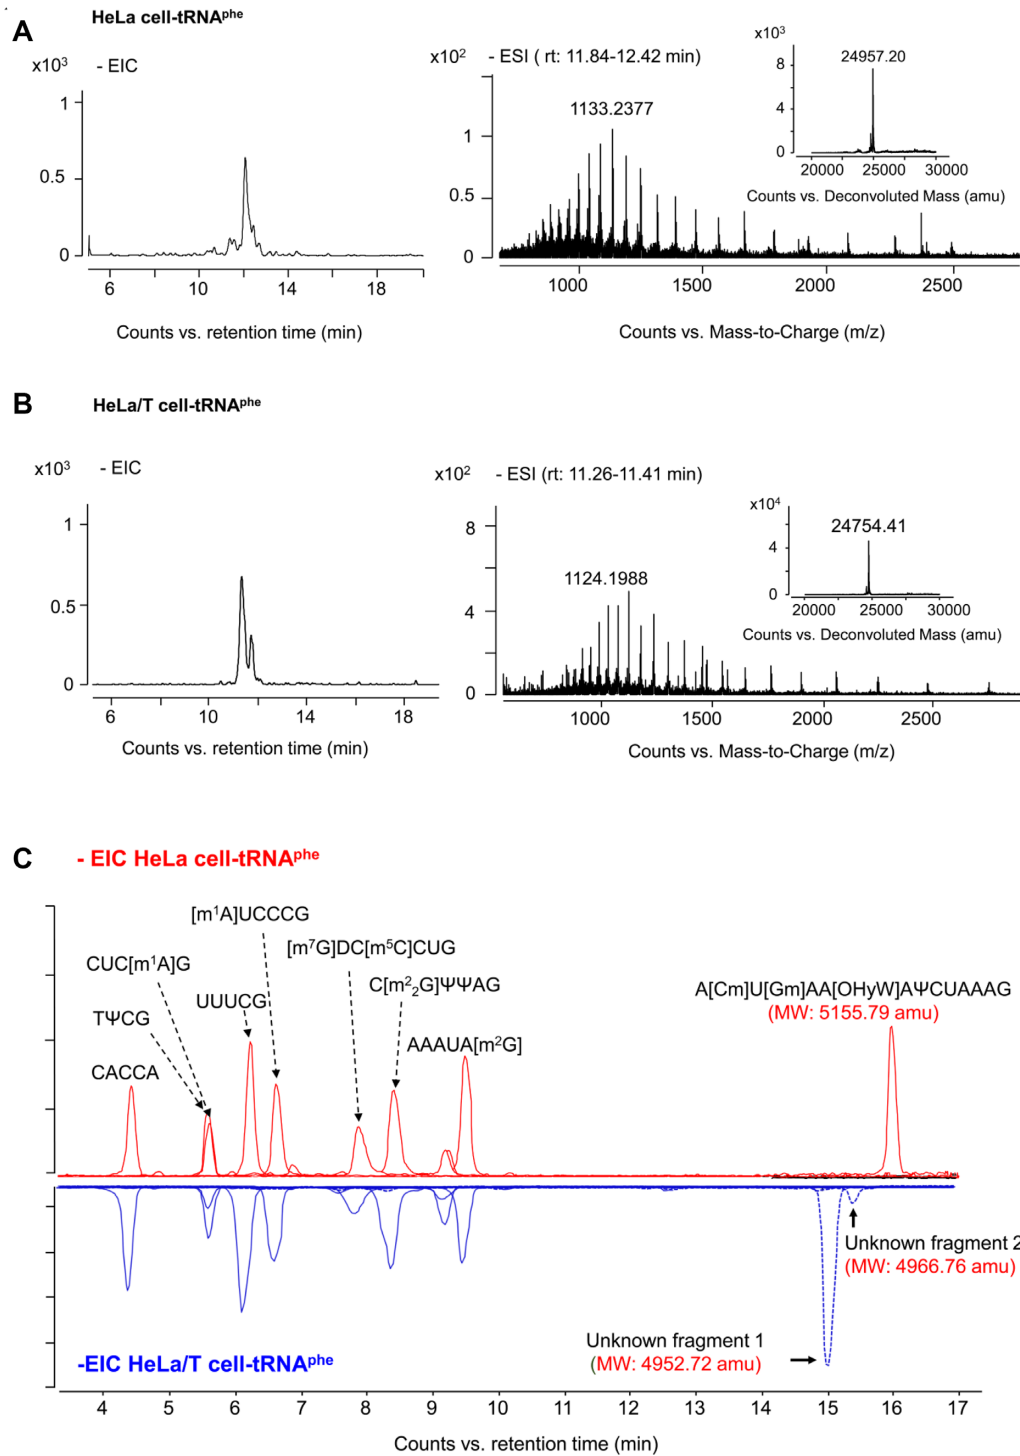 A
HeLa cell-tRNAphe
x10³ - EIC
1
0.5
0
6 10 14 18
Counts vs. retention time (min)
x10² - ESI ( rt: 11.84-12.42 min)
1133.2377
1
0.5
0
1000 1500 2000 2500
Counts vs. Mass-to-Charge (m/z)
x10³
24957.20
8
4
0
20000 25000 30000
Counts vs. Deconvoluted Mass (amu)
B
HeLa/T cell-tRNAphe
x10³ - EIC
1
0.5
0
6 10 14 18
Counts vs. retention time (min)
x10² - ESI (rt: 11.26-11.41 min)
8
1124.1988
4
0
1000 1500 2000 2500
Counts vs. Mass-to-Charge (m/z)
x10⁴
24754.41
4
0
20000 25000 30000
Counts vs. Deconvoluted Mass (amu)
C
- EIC HeLa cell-tRNAphe
[m¹A]UCCCG
[m⁷G]DC[m⁵C]CUG
CUC[m¹A]G
C[m²₂G]ΨΨAG
UUUCG
TΨCG
A[Cm]U[Gm]AA[OHyW]AΨCUAAAG
(MW: 5155.79 amu)
AAAUA[m²G]
CACCA
Unknown fragment 2
(MW: 4966.76 amu)
Unknown fragment 1
(MW: 4952.72 amu)
-EIC HeLa/T cell-tRNAphe
4 5 6 7 8 9 10 11 12 13 14 15 16 17
Counts vs. retention time (min)